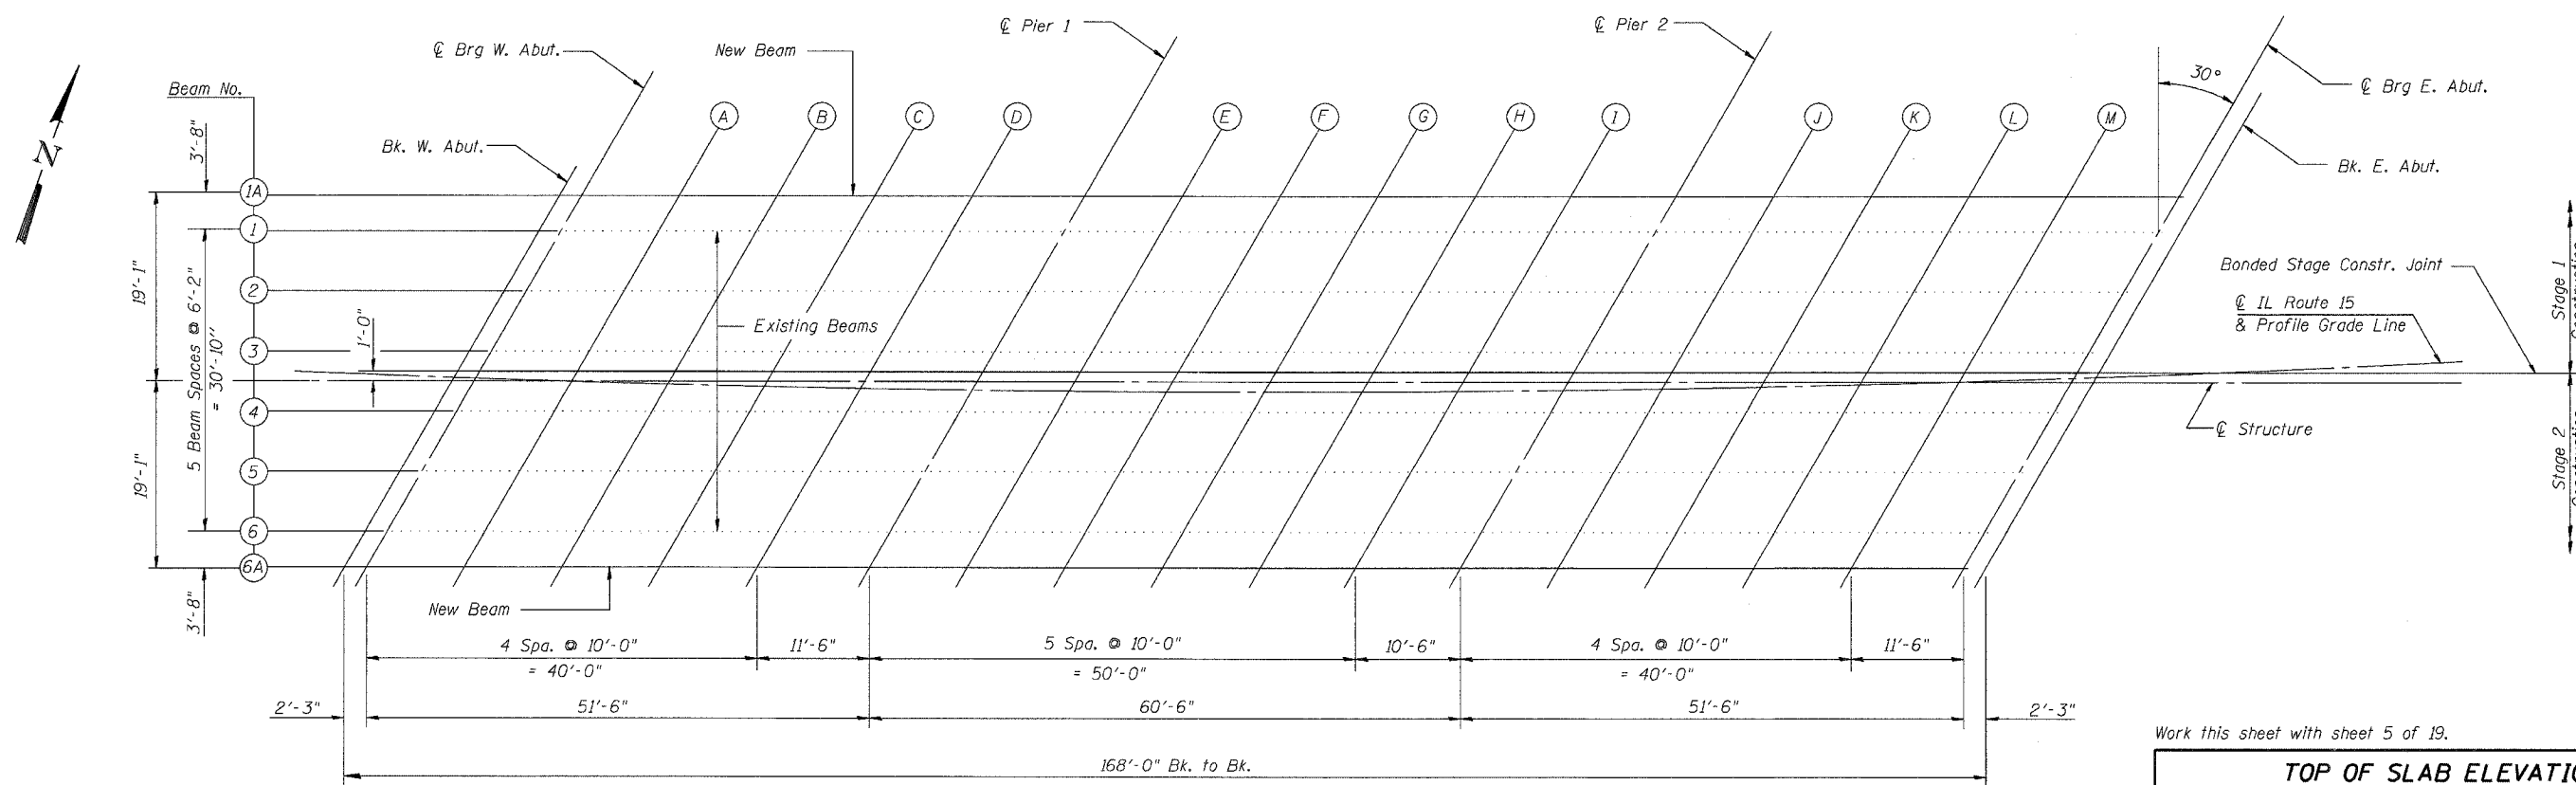 ℄ Brg W. Abut.
New Beam
℄ Pier 1
℄ Pier 2
30°
℄ Brg E. Abut.
N
Beam No.
A
B
C
D
E
F
G
H
I
J
K
L
M
Bk. W. Abut.
Bk. E. Abut.
3'-8"
1A
1
2
3
4
5
6
6A
19'-1"
19'-1"
5 Beam Spaces @ 6'-2"
= 30'-10"
1'-0"
Existing Beams
Bonded Stage Constr. Joint
℄ IL Route 15
& Profile Grade Line
℄ Structure
Stage 1
Stage 2
3'-8"
New Beam
4 Spa. @ 10'-0"
= 40'-0"
11'-6"
5 Spa. @ 10'-0"
= 50'-0"
10'-6"
4 Spa. @ 10'-0"
= 40'-0"
11'-6"
2'-3"
51'-6"
60'-6"
51'-6"
2'-3"
168'-0" Bk. to Bk.
Work this sheet with sheet 5 of 19.
TOP OF SLAB